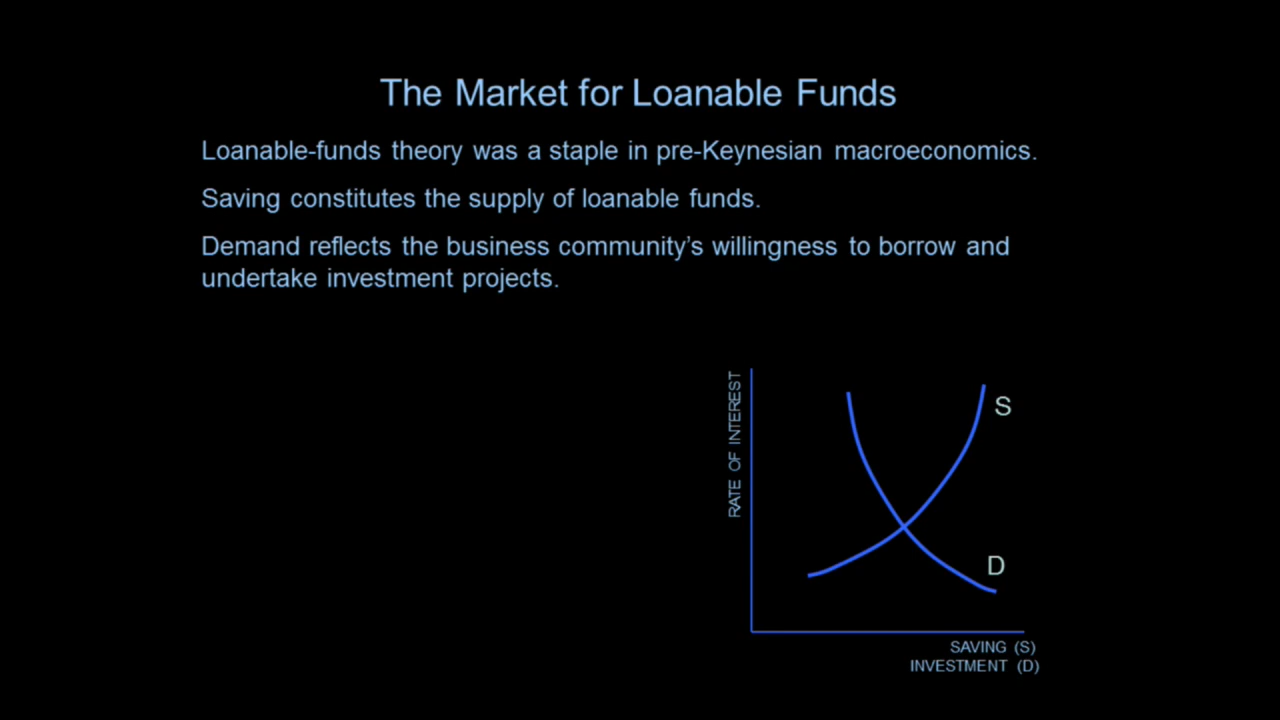 The Market for Loanable Funds
Loanable-funds theory was a staple in pre-Keynesian macroeconomics.
Saving constitutes the supply of loanable funds.
Demand reflects the business community’s willingness to borrow and
undertake investment projects.
RATE OF INTEREST
S
D
SAVING (S)
INVESTMENT (D)